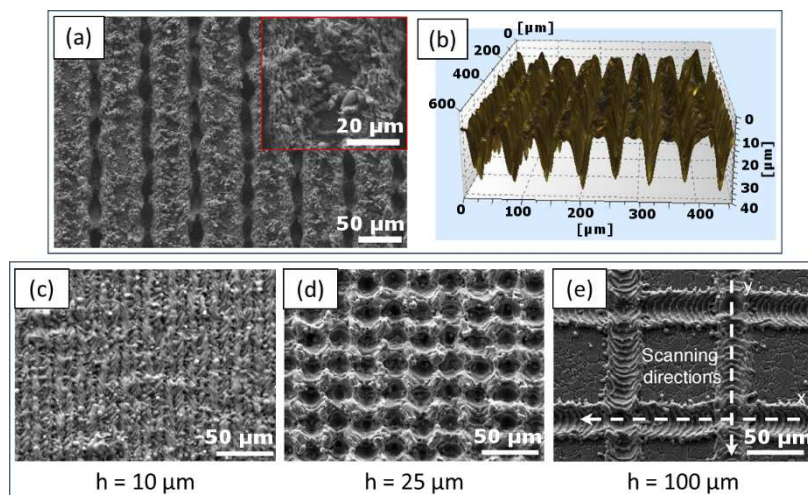 (a)
20 µm
50 µm
(b)
[µm]
0
200
400
600
0
10
20
30
40
[µm]
0
100
200
300
400
[µm]
(c)
50 µm
(d)
50 µm
(e)
y
Scanning
directions
x
50 µm
h = 10 µm
h = 25 µm
h = 100 µm